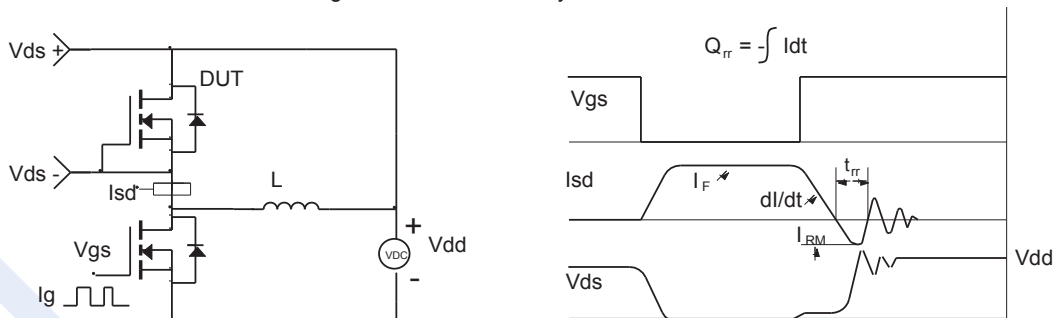 Vds +
DUT
Vds -
Isd
L
Vgs
+
VDC
Vdd
-
Ig
Qrr = -∫ Idt
Vgs
Isd
IF
dI/dt
trr
IRM
Vdd
Vds